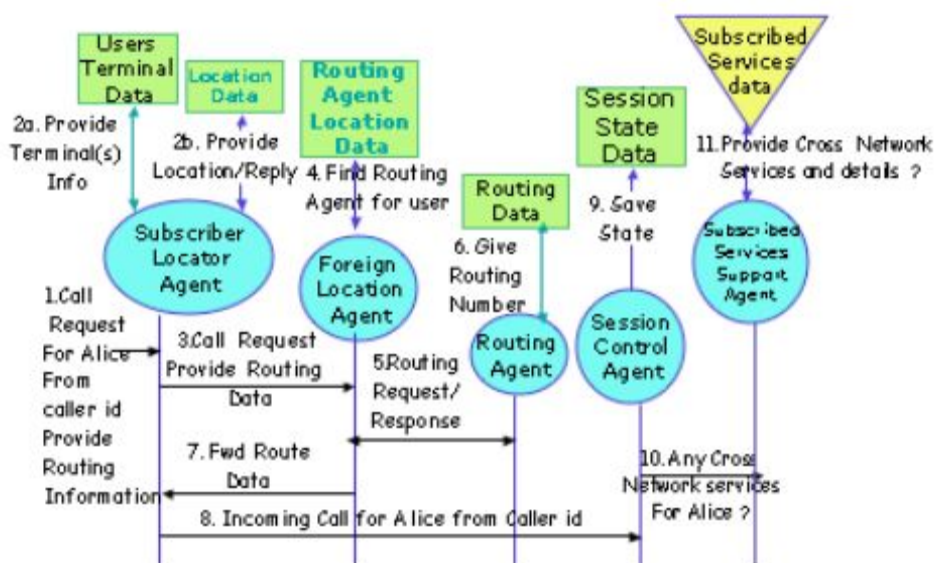 Users
Terminal
Data
Location
Data
Routing
Agent
Location
Data
Session
State
Data
Subscribed
Services
data
2a. Provide
Terminal(s)
Info
2b. Provide
Location/Reply
4. Find Routing
Agent for user
Routing
Data
9. Save
State
11.Provide Cross Network
Services and details ?
Subscriber
Locator
Agent
Foreign
Location
Agent
6. Give
Routing
Number
Routing
Agent
Session
Control
Agent
Subscribed
Services
Support
Agent
1.Call
Request
For Alice
From
caller id
Provide
Routing
Information
3.Call Request
Provide Routing
Data
5.Routing
Request/
Response
7. Fwd Route
Data
8. Incoming Call for Alice from Caller id
10. Any Cross
Network services
For Alice ?